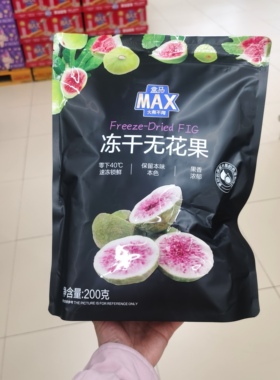 盒马
MAX
Freeze-Dried FIG
冻干无花果
零下40℃
速冻锁鲜
保留本味
本色
果香
浓郁
净含量:200克